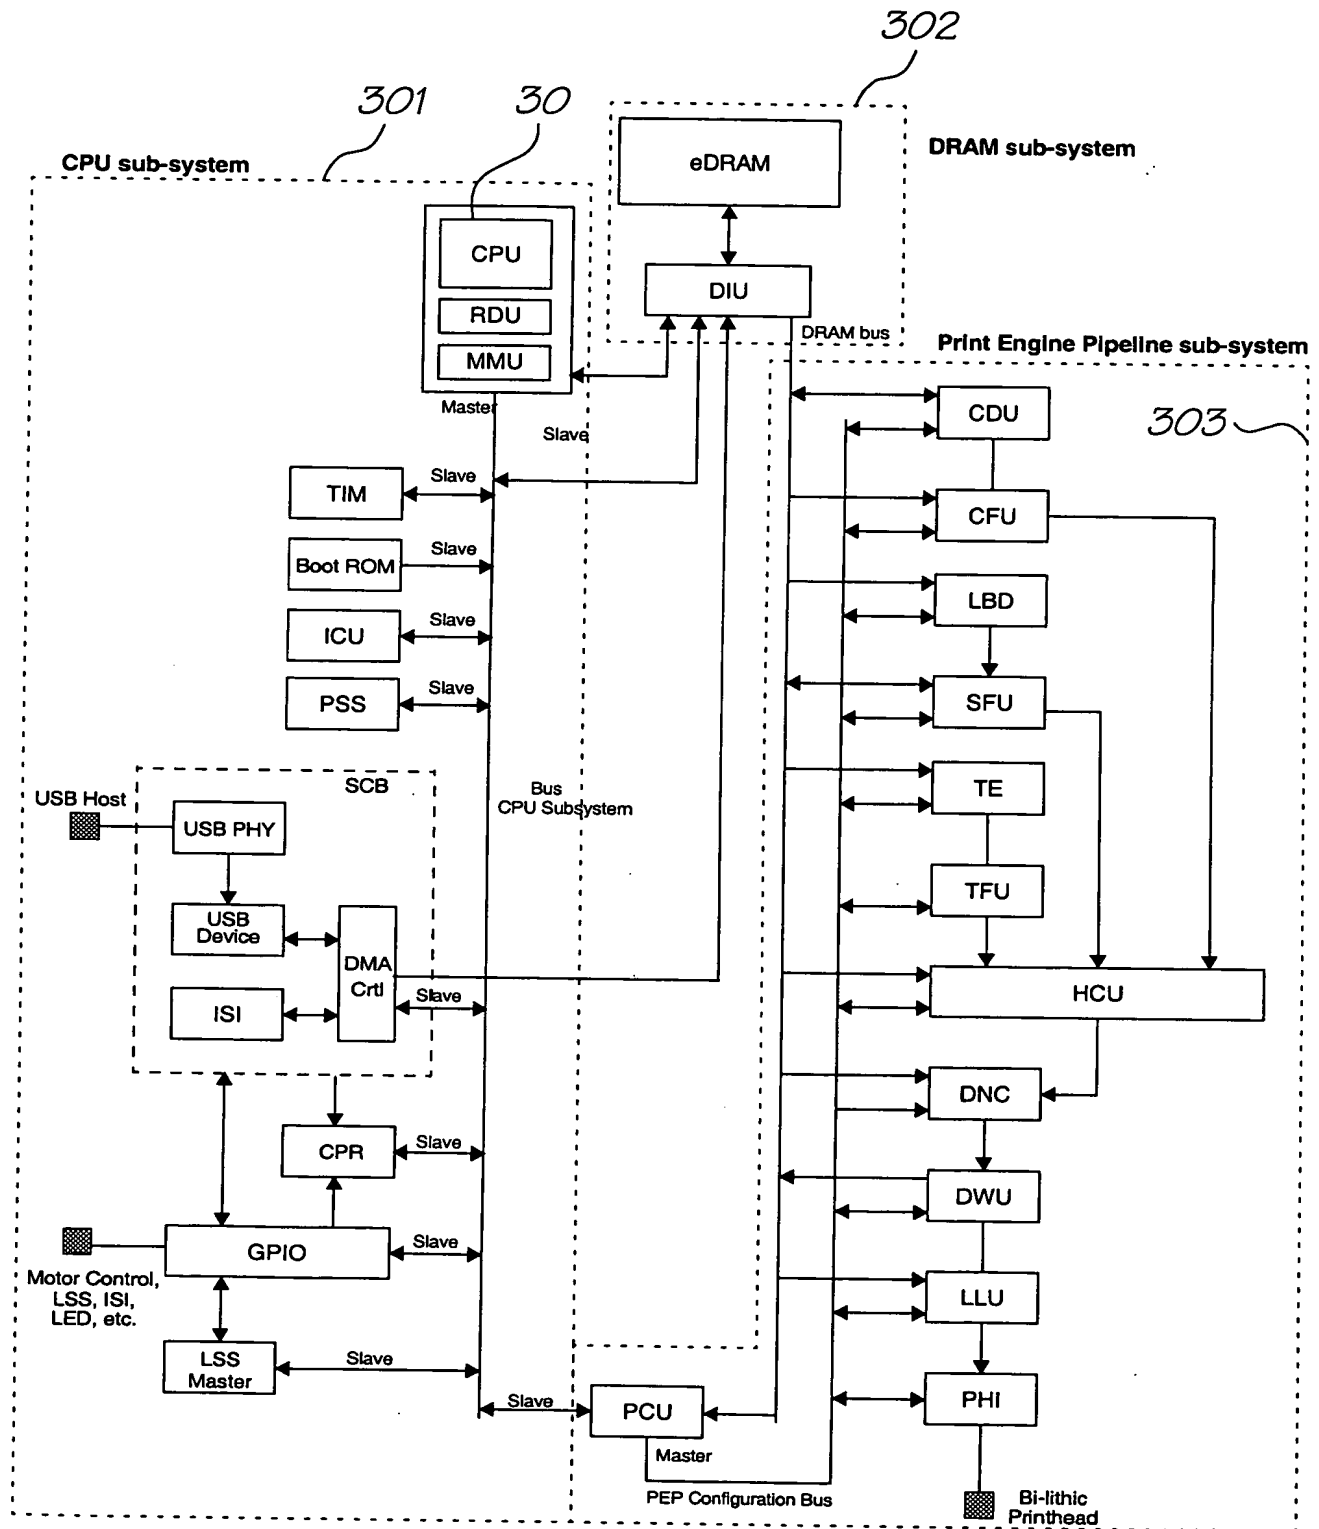 302
301
30
CPU sub-system
DRAM sub-system
eDRAM
CPU
RDU
MMU
DIU
DRAM bus
Print Engine Pipeline sub-system
303
Master
Slave
CDU
TIM
Slave
CFU
Boot ROM
Slave
LBD
ICU
Slave
PSS
Slave
SFU
SCB
USB Host
USB PHY
Bus
CPU Subsystem
TE
TFU
USB
Device
DMA
Crtl
ISI
Slave
HCU
DNC
CPR
Slave
DWU
GPIO
Slave
Motor Control,
LSS, ISI,
LED, etc.
LLU
LSS
Master
Slave
Slave
PCU
PHI
Master
PEP Configuration Bus
Bi-lithic
Printhead